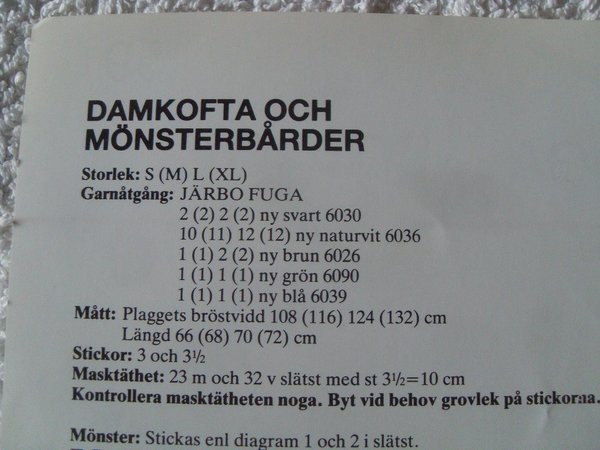 DAMKOFTA OCH
MÖNSTERBÅRDER
Storlek: S (M) L (XL)
Garnåtgång: JÄRBO FUGA
2 (2) 2 (2) ny svart 6030
10 (11) 12 (12) ny naturvit 6036
1 (1) 2 (2) ny brun 6026
1 (1) 1 (1) ny grön 6090
1 (1) 1 (1) ny blå 6039
Mått: Plaggets bröstvidd 108 (116) 124 (132) cm
Längd 66 (68) 70 (72) cm
Stickor: 3 och 3½
Masktäthet: 23 m och 32 v slätst med st 3½=10 cm
Kontrollera masktätheten noga. Byt vid behov grovlek på stickorna.
Mönster: Stickas enl diagram 1 och 2 i slätst.